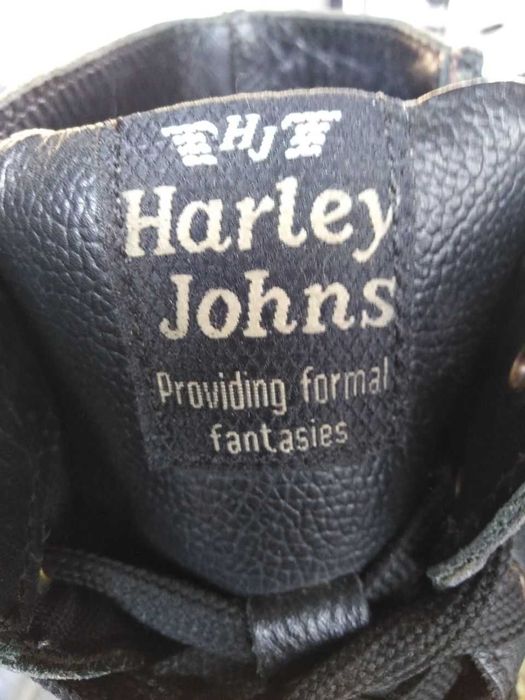 HJ
Harley
Johns
Providing formal
fantasies